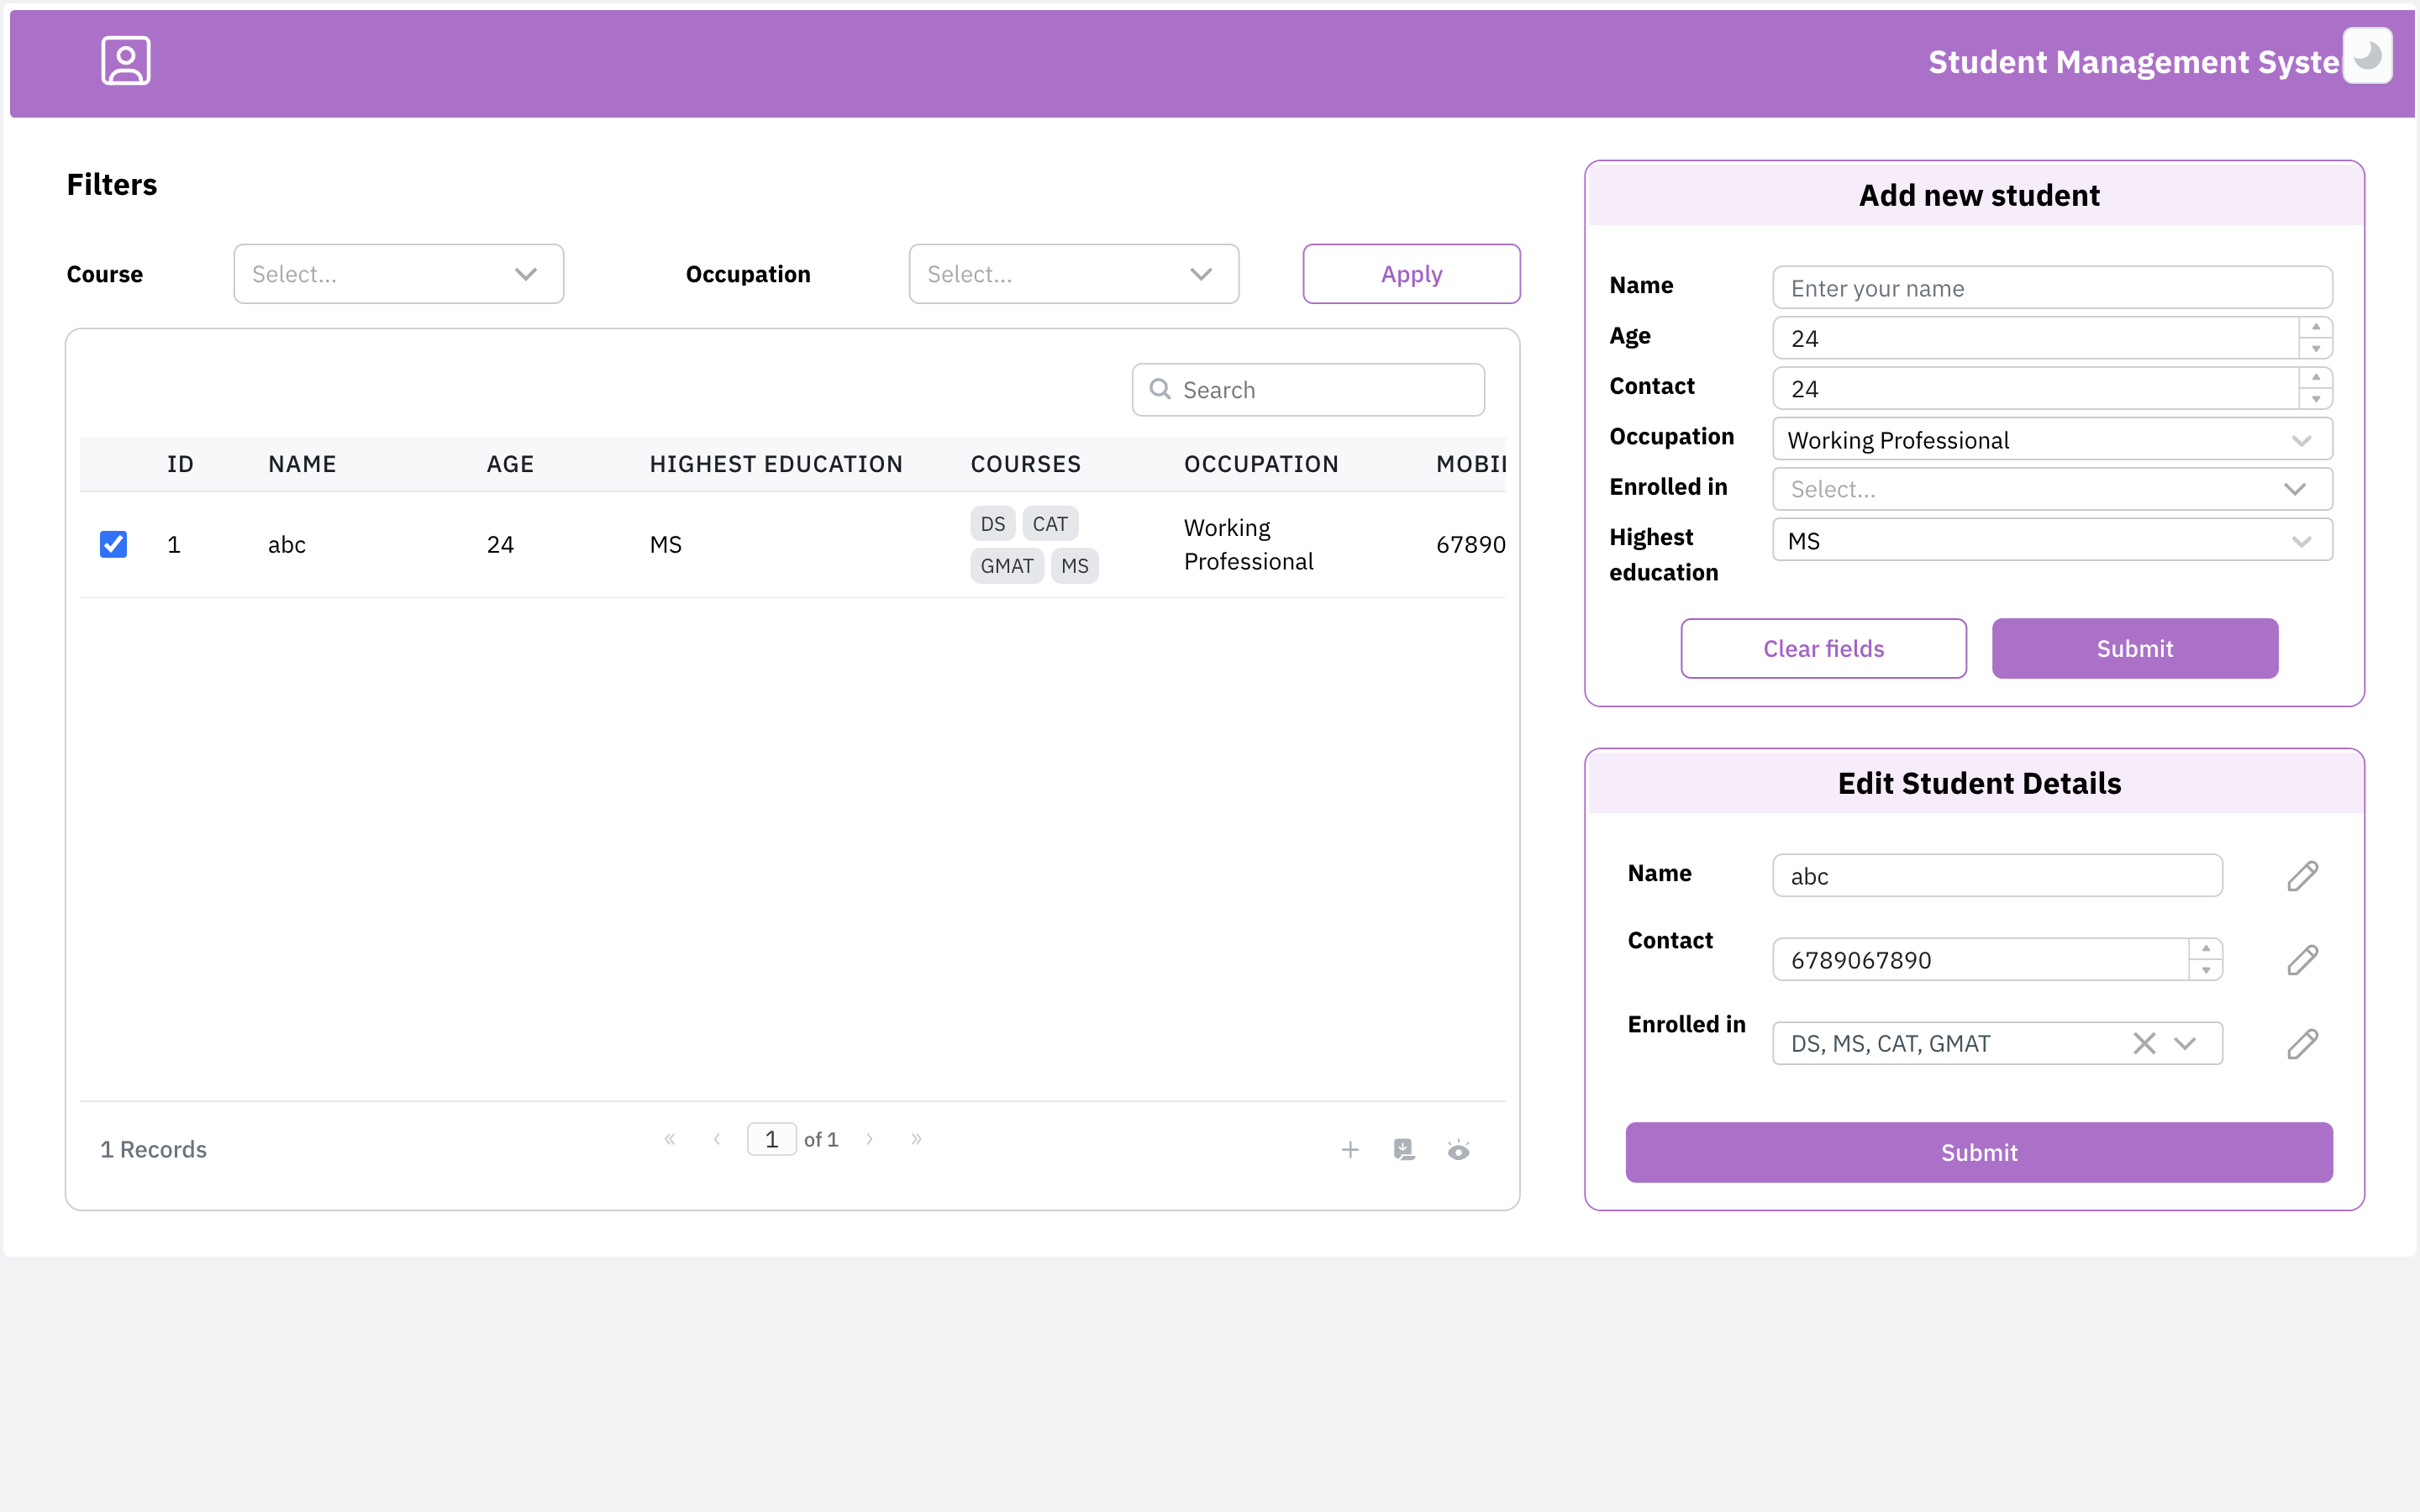 Student Management Syste
Filters
Course
Select...
Occupation
Select...
Apply
Search
ID NAME AGE HIGHEST EDUCATION COURSES OCCUPATION MOBIL
1 abc 24 MS DS CAT GMAT MS Working Professional 67890
1 Records
« ‹ 1 of 1 › »
Add new student
Name Enter your name
Age 24
Contact 24
Occupation Working Professional
Enrolled in Select...
Highest education MS
Clear fields Submit
Edit Student Details
Name abc
Contact 6789067890
Enrolled in DS, MS, CAT, GMAT
Submit